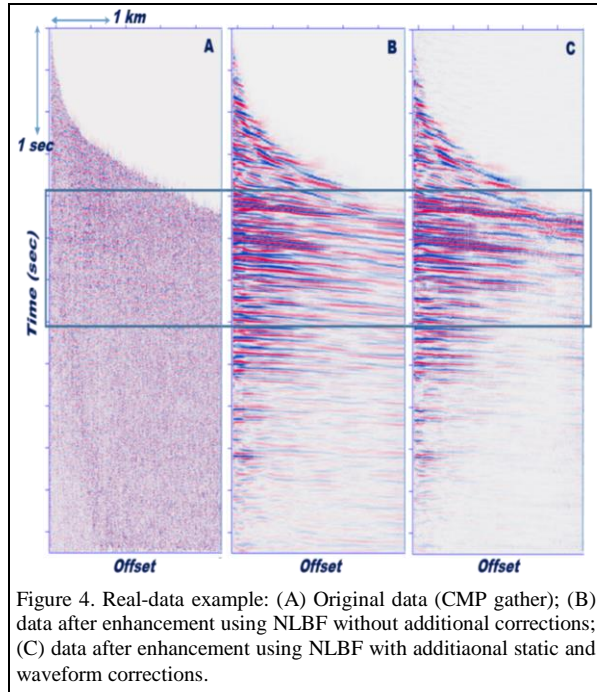 1 km
A
B
C
1 sec
Time (sec)
Offset
Offset
Offset
Figure 4. Real-data example: (A) Original data (CMP gather); (B)
data after enhancement using NLBF without additional corrections;
(C) data after enhancement using NLBF with additiaonal static and
waveform corrections.